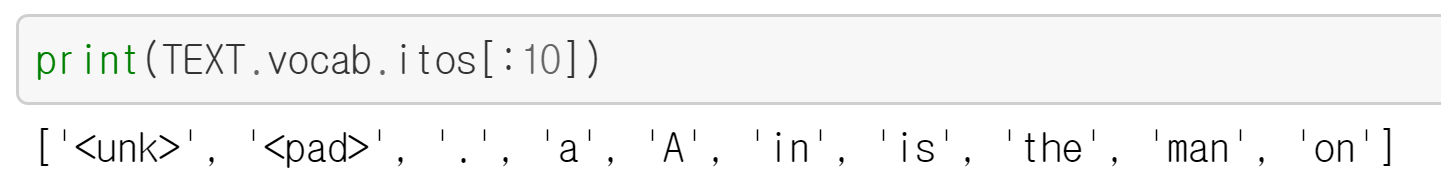 print(TEXT.vocab.itos[:10])
['<unk>', '<pad>', '.', 'a', 'A', 'in', 'is', 'the', 'man', 'on']